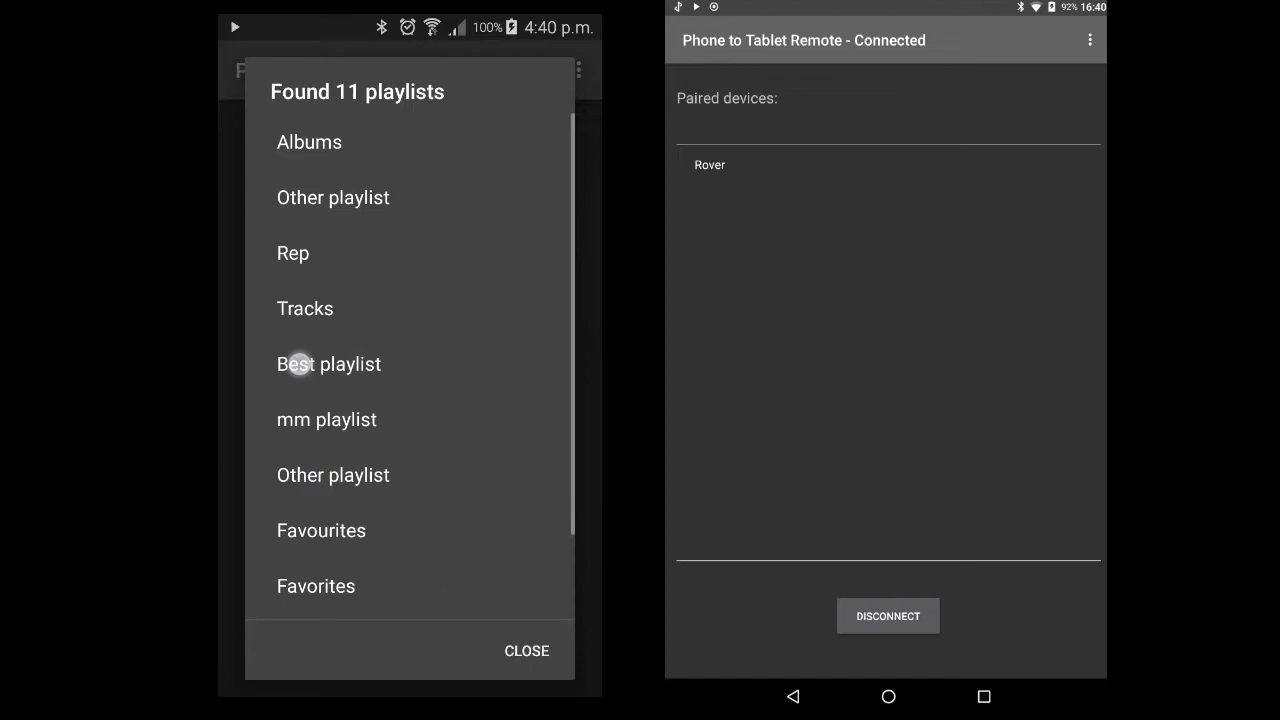 100% 4:40 p.m.
P
Found 11 playlists
Albums
Other playlist
Rep
Tracks
Best playlist
mm playlist
Other playlist
Favourites
Favorites
CLOSE
92% 16:40
Phone to Tablet Remote - Connected
Paired devices:
Rover
DISCONNECT